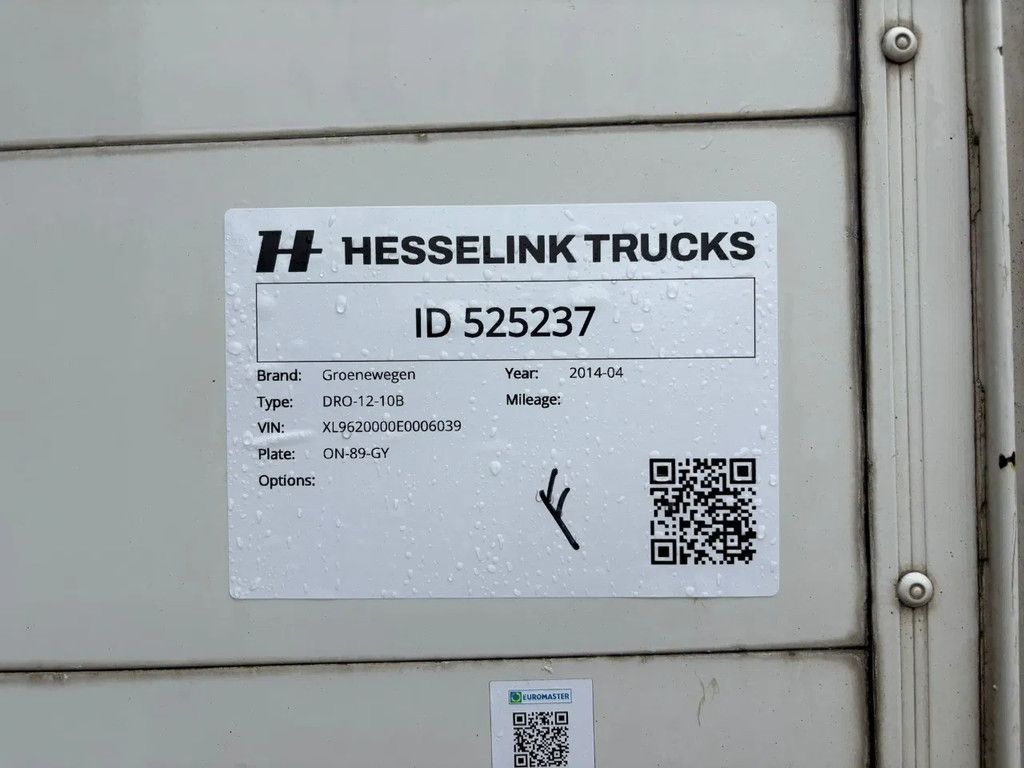 H HESSELINK TRUCKS
ID 525237
Brand: Groenewegen Year: 2014-04
Type: DRO-12-10B Mileage:
VIN: XL9620000E0006039
Plate: ON-89-GY
Options:
EUROMASTER